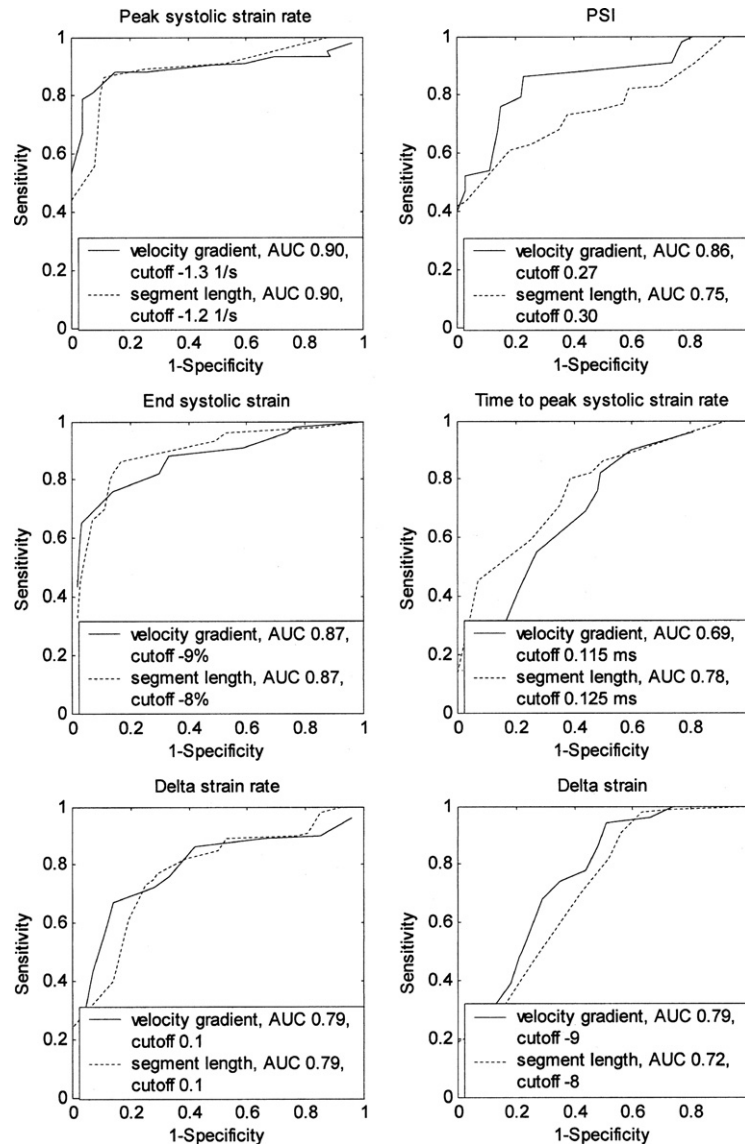 Peak systolic strain rate
1
0.8
0.6
0.4
0.2
0
Sensitivity
velocity gradient, AUC 0.90,
cutoff -1.3 1/s
segment length, AUC 0.90,
cutoff -1.2 1/s
0 0.2 0.4 0.6 0.8 1
1-Specificity
PSI
1
0.8
0.6
0.4
0.2
0
Sensitivity
velocity gradient, AUC 0.86,
cutoff 0.27
segment length, AUC 0.75,
cutoff 0.30
0 0.2 0.4 0.6 0.8 1
1-Specificity
End systolic strain
1
0.8
0.6
0.4
0.2
0
Sensitivity
velocity gradient, AUC 0.87,
cutoff -9%
segment length, AUC 0.87,
cutoff -8%
0 0.2 0.4 0.6 0.8 1
1-Specificity
Time to peak systolic strain rate
1
0.8
0.6
0.4
0.2
0
Sensitivity
velocity gradient, AUC 0.69,
cutoff 0.115 ms
segment length, AUC 0.78,
cutoff 0.125 ms
0 0.2 0.4 0.6 0.8 1
1-Specificity
Delta strain rate
1
0.8
0.6
0.4
0.2
0
Sensitivity
velocity gradient, AUC 0.79,
cutoff 0.1
segment length, AUC 0.79,
cutoff 0.1
0 0.2 0.4 0.6 0.8 1
1-Specificity
Delta strain
1
0.8
0.6
0.4
0.2
0
Sensitivity
velocity gradient, AUC 0.79,
cutoff -9
segment length, AUC 0.72,
cutoff -8
0 0.2 0.4 0.6 0.8 1
1-Specificity